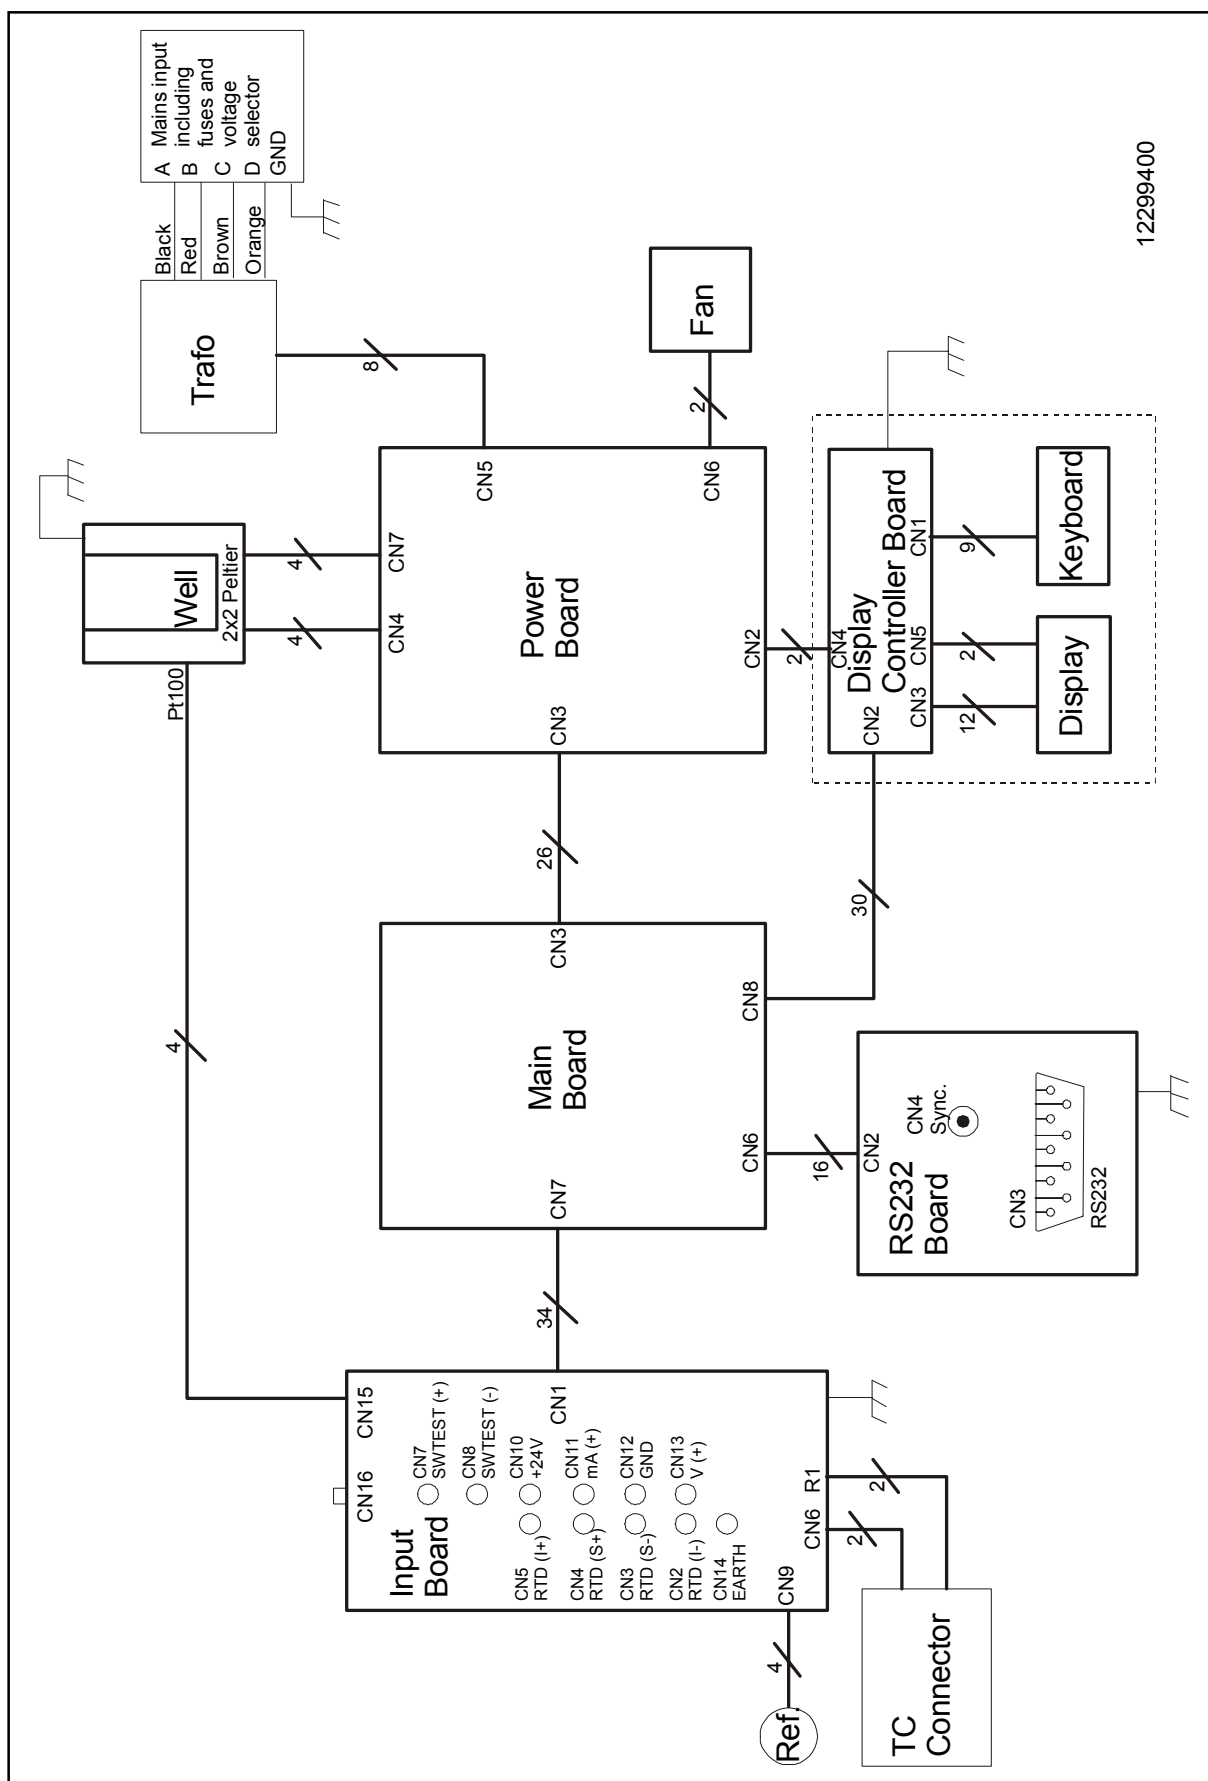 A Mains input
B including
fuses and
C voltage
D selector
GND
Black
Red
Brown
Orange
Trafo
8
Well
2x2 Peltier
Pt100
4
4
4
CN7
CN4
CN5
CN6
CN3
CN2
Power
Board
2
Fan
2
CN4
Display
Controller Board
CN2
CN3
CN5
CN1
12
2
9
Display
Keyboard
26
30
CN3
CN8
CN6
CN7
Main
Board
16
CN2
RS232
Board
CN4
Sync.
CN3
RS232
34
CN15
CN16
CN1
Input
Board
CN7
SWTEST (+)
CN8
SWTEST (-)
CN10
+24V
CN11
mA (+)
CN12
GND
CN13
V (+)
CN5
RTD (I+)
CN4
RTD (S+)
CN3
RTD (S-)
CN2
RTD (I-)
CN14
EARTH
CN9
CN6
R1
4
2
2
Ref.
TC
Connector
12299400